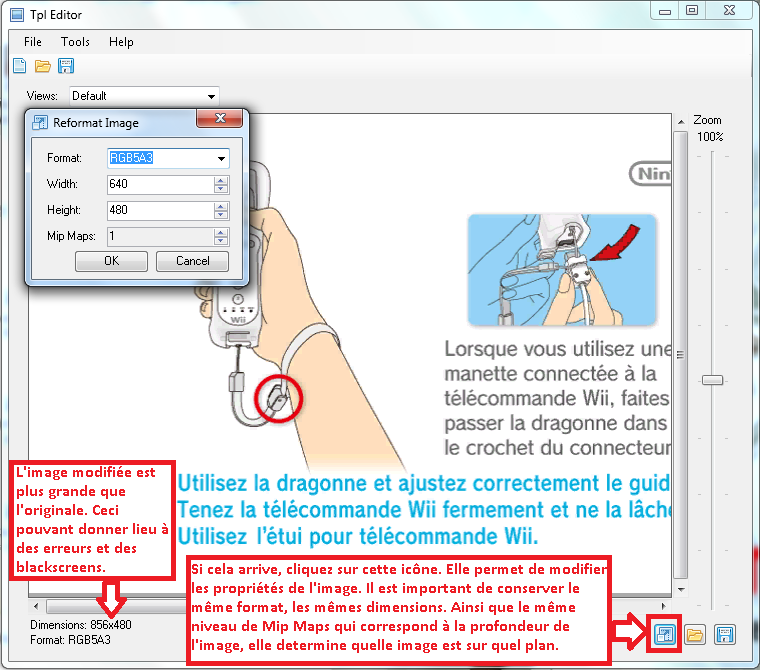 Tpl Editor
File Tools Help
Views: Default
Reformat Image
Format: RGB5A3
Width: 640
Height: 480
Mip Maps: 1
OK Cancel
Zoom
100%
Nin
Wii
Lorsque vous utilisez une
manette connectée à la
télécommande Wii, faites
passer la dragonne dans
le crochet du connecteur
Utilisez la dragonne et ajustez correctement le guid
Tenez la télécommande Wii fermement et ne la lâche
Utilisez l'étui pour télécommande Wii.
L'image modifiée est
plus grande que
l'originale. Ceci
pouvant donner lieu à
des erreurs et des
blackscreens.
Si cela arrive, cliquez sur cette icône. Elle permet de modifier
les propriétés de l'image. Il est important de conserver le
même format, les mêmes dimensions. Ainsi que le même
niveau de Mip Maps qui correspond à la profondeur de
l'image, elle determine quelle image est sur quel plan.
Dimensions: 856x480
Format: RGB5A3